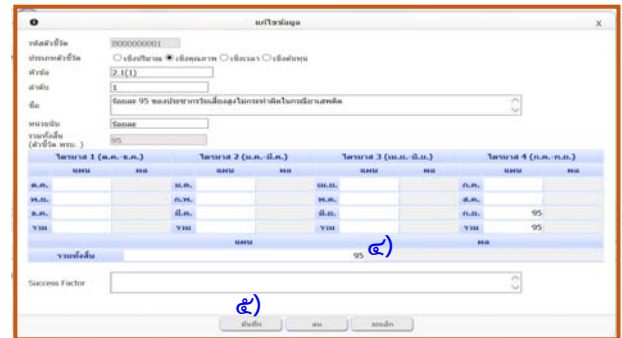 แก้ไขข้อมูล X
รหัสตัวชี้วัด B000000001
ประเภทตัวชี้วัด เชิงปริมาณ เชิงคุณภาพ เชิงเวลา เชิงต้นทุน
หัวข้อ 2.1(1)
ลำดับ 1
ชื่อ ร้อยละ 95 ของประชากรวัยเสี่ยงสูงไม่กระทำผิดในกรณียาเสพติด
หน่วยนับ ร้อยละ
รวมทั้งสิ้น (ตัวชี้วัด พรบ. ) 95
ไตรมาส 1 (ต.ค.-ธ.ค.) ไตรมาส 2 (ม.ค.-มี.ค.) ไตรมาส 3 (เม.ย.-มิ.ย.) ไตรมาส 4 (ก.ค.-ก.ย.)
แผน ผล แผน ผล แผน ผล แผน ผล
ต.ค. ม.ค. เม.ย. ก.ค.
พ.ย. ก.พ. พ.ค. ส.ค.
ธ.ค. มี.ค. มิ.ย. ก.ย. 95
รวม รวม รวม รวม 95
แผน ผล
รวมทั้งสิ้น 95 ๔)
Success Factor
๕)
บันทึก ลบ ยกเลิก